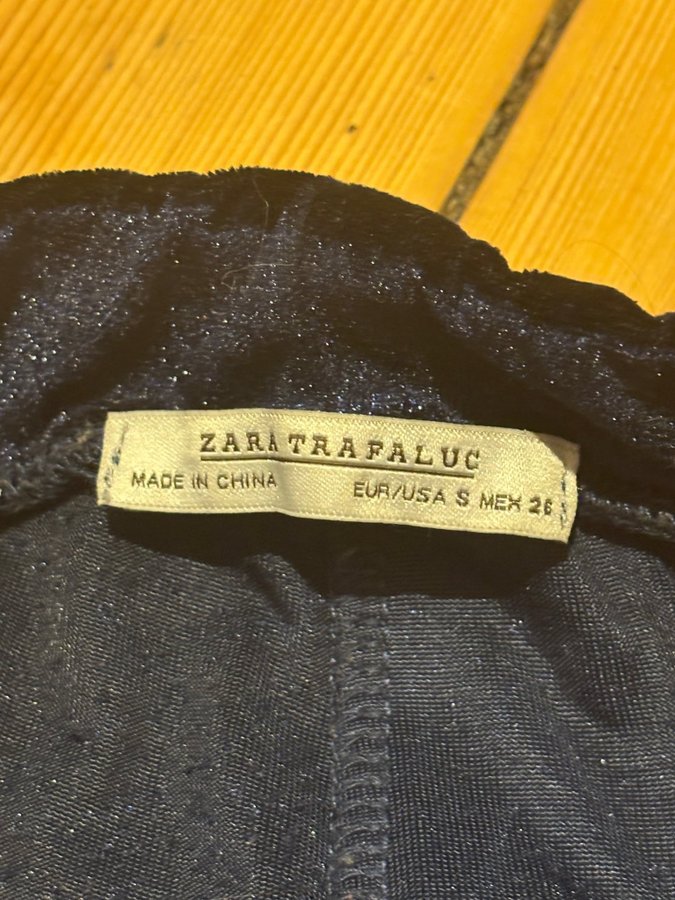 ZARA TRAFALUC
MADE IN CHINA EUR/USA S MEX 26